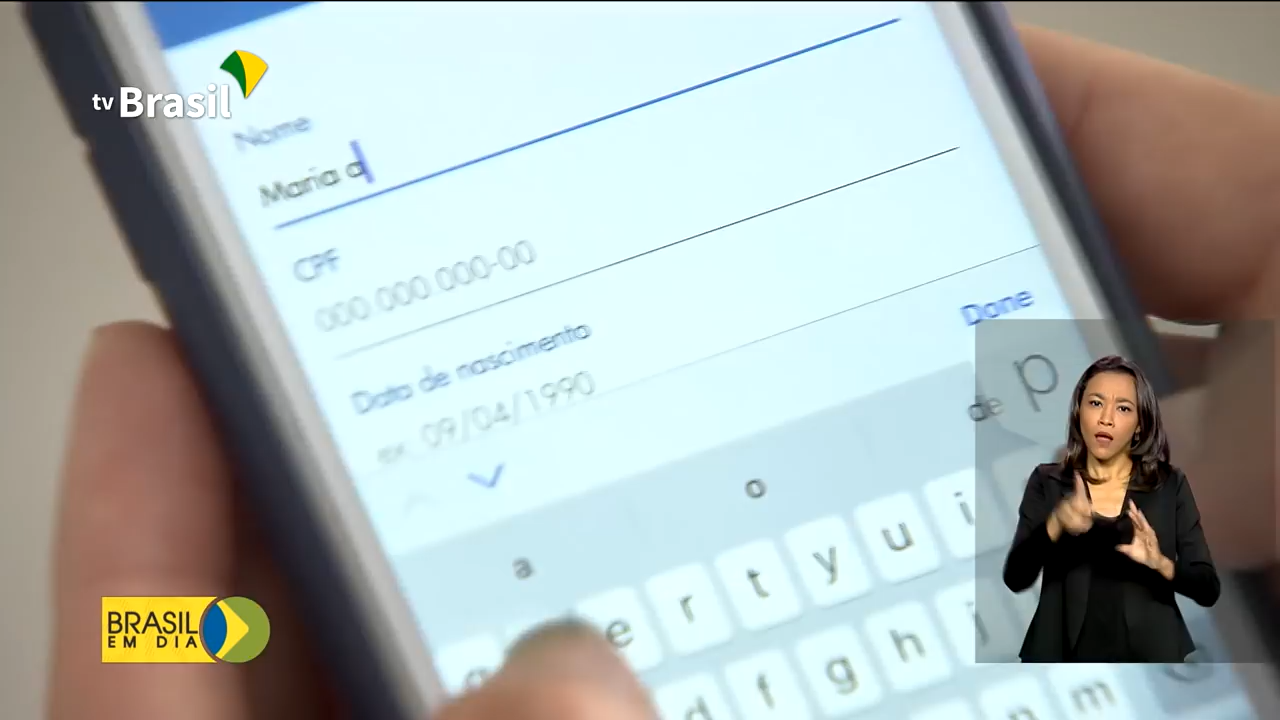 tv Brasil
Nome
Maria a
CPF
000.000.000-00
Data de nascimento
ex. 09/04/1990
Done
a
o
de
p
e r t y u i
d f g h j
n m
BRASIL
EM DIA